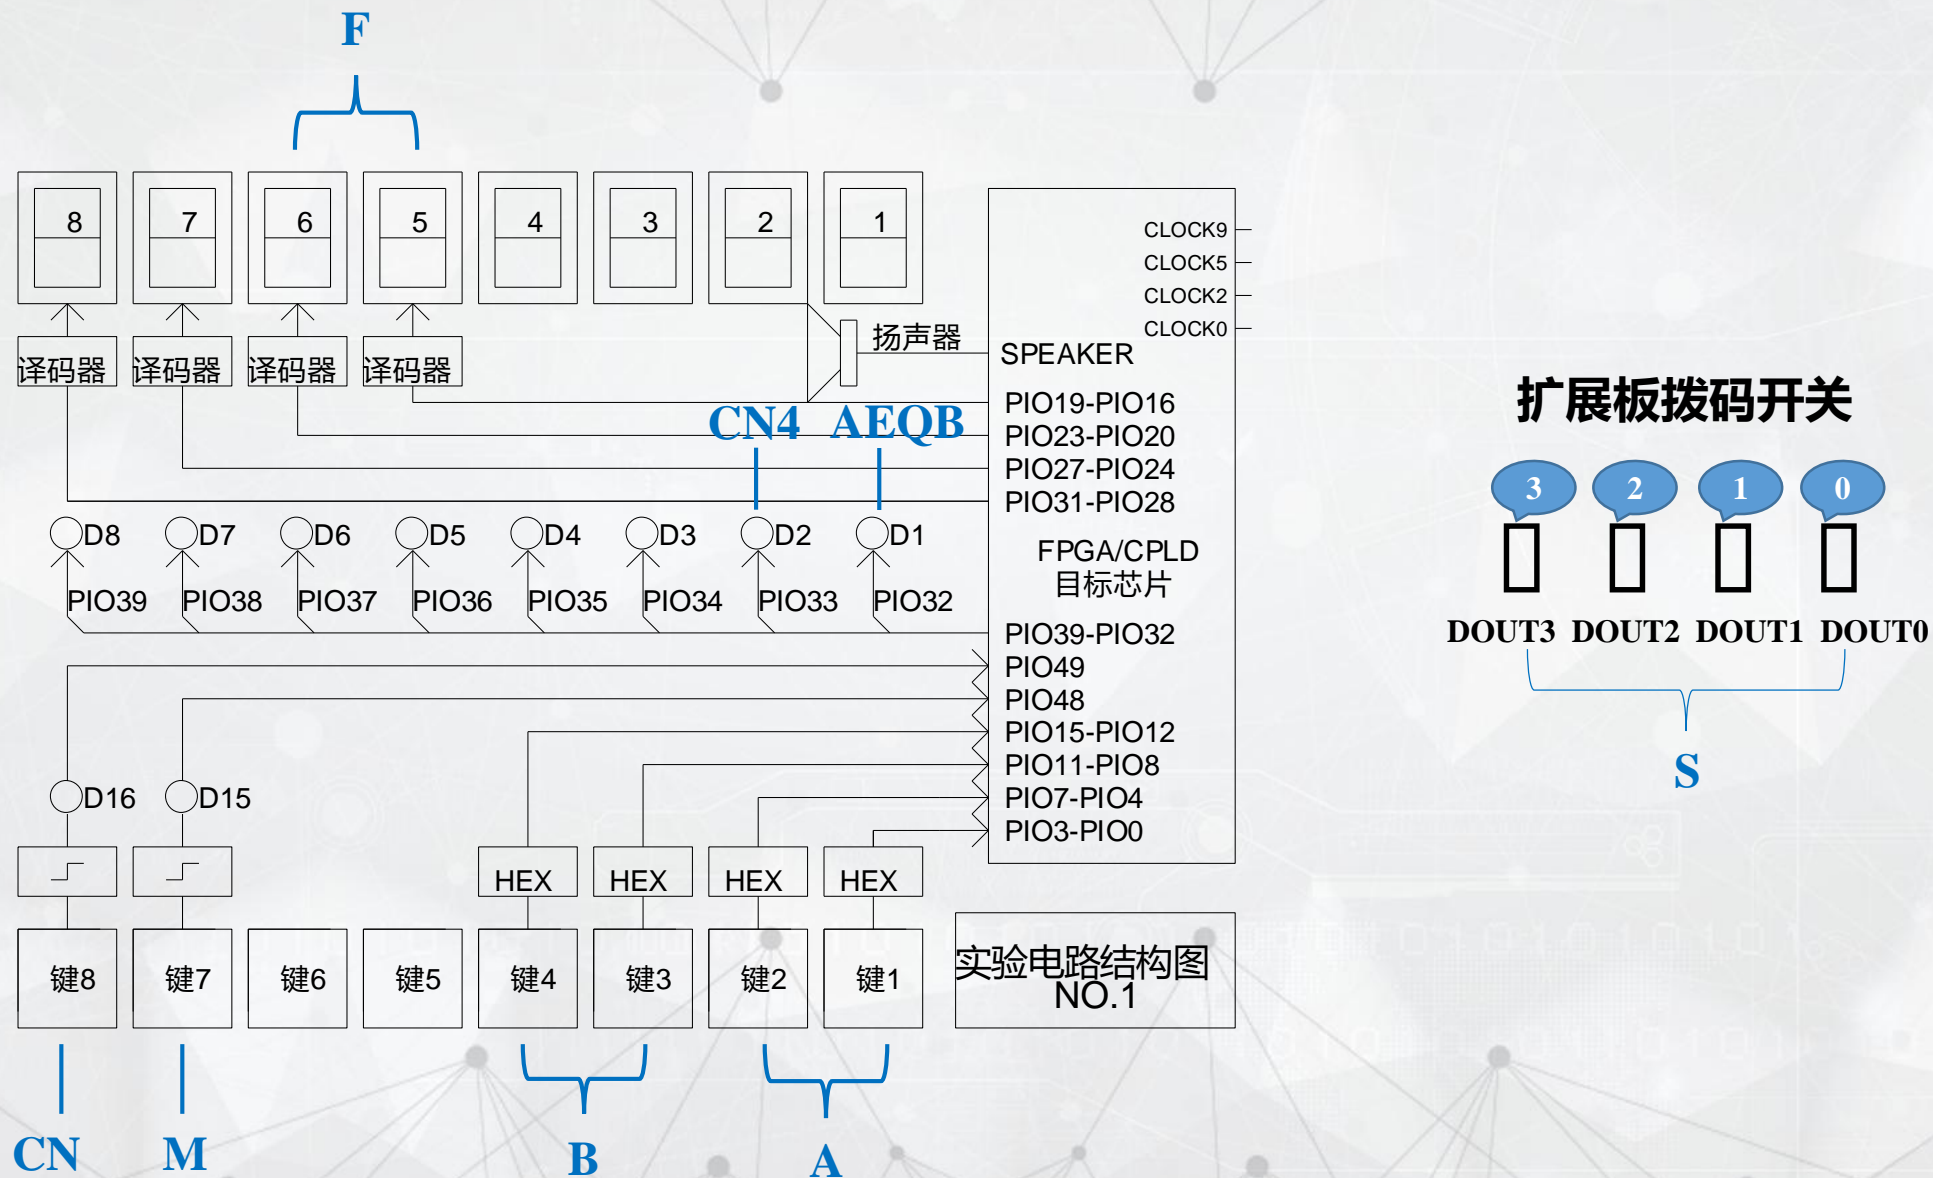 F
8
7
6
5
4
3
2
1
CLOCK9
CLOCK5
CLOCK2
CLOCK0
扬声器
SPEAKER
译码器
译码器
译码器
译码器
PIO19-PIO16
PIO23-PIO20
PIO27-PIO24
PIO31-PIO28
CN4
AEQB
扩展板拨码开关
3
2
1
0
D8
D7
D6
D5
D4
D3
D2
D1
FPGA/CPLD
目标芯片
PIO39
PIO38
PIO37
PIO36
PIO35
PIO34
PIO33
PIO32
DOUT3
DOUT2
DOUT1
DOUT0
PIO39-PIO32
PIO49
PIO48
PIO15-PIO12
PIO11-PIO8
PIO7-PIO4
PIO3-PIO0
S
D16
D15
HEX
HEX
HEX
HEX
键8
键7
键6
键5
键4
键3
键2
键1
实验电路结构图
NO.1
CN
M
B
A